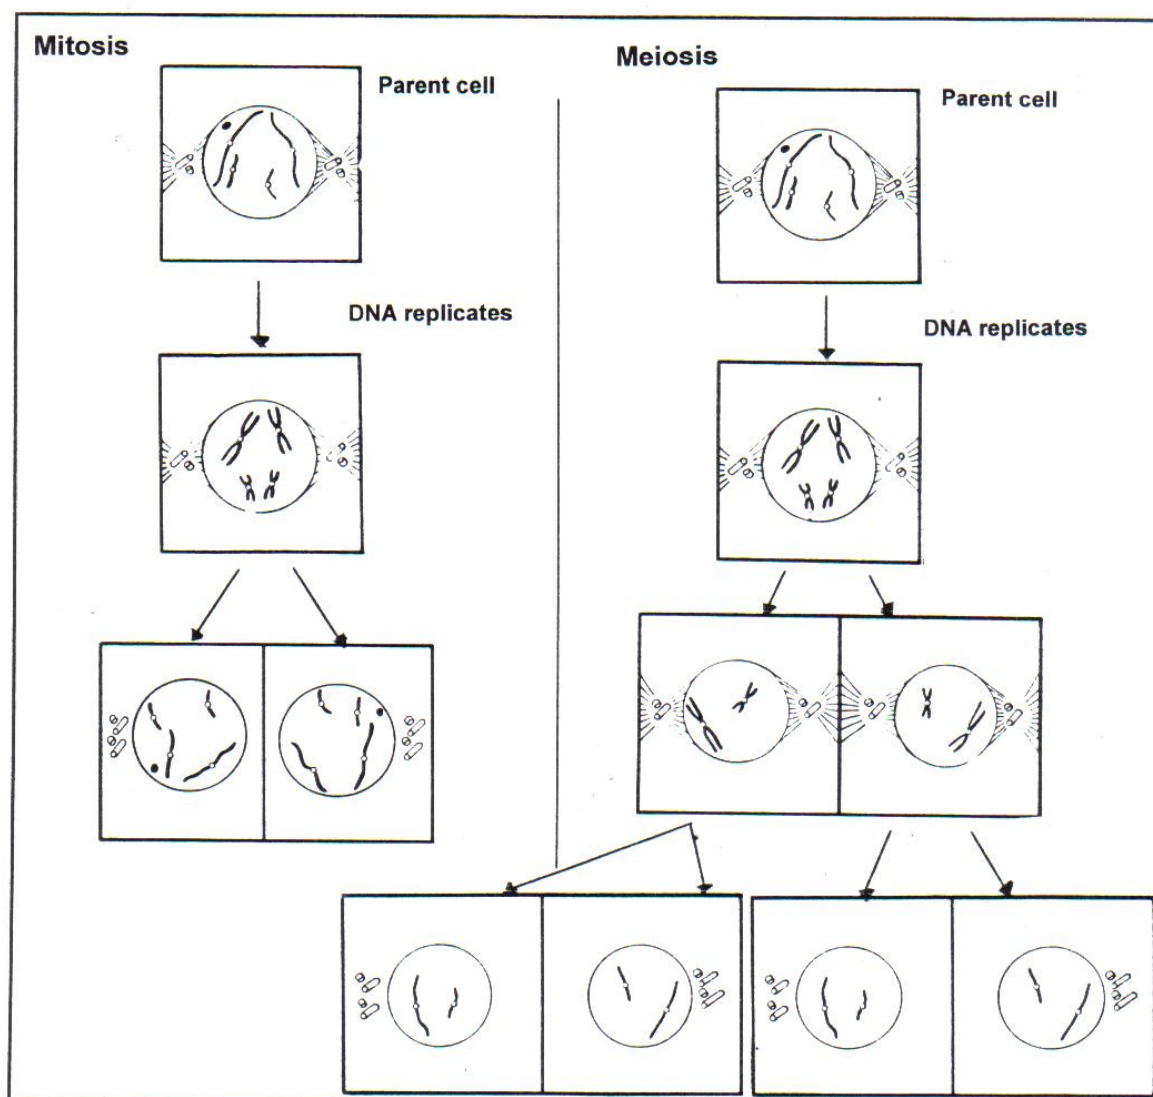 Mitosis
Parent cell
DNA replicates
Meiosis
Parent cell
DNA replicates